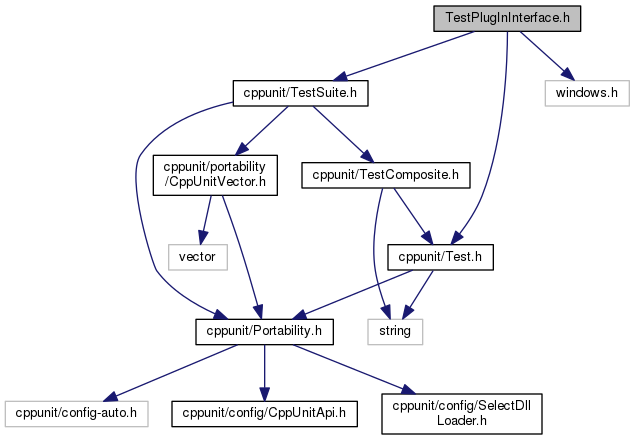 TestPlugInInterface.h
cppunit/TestSuite.h
windows.h
cppunit/portability
/CppUnitVector.h
cppunit/TestComposite.h
vector
cppunit/Test.h
cppunit/Portability.h
string
cppunit/config-auto.h
cppunit/config/CppUnitApi.h
cppunit/config/SelectDll
Loader.h